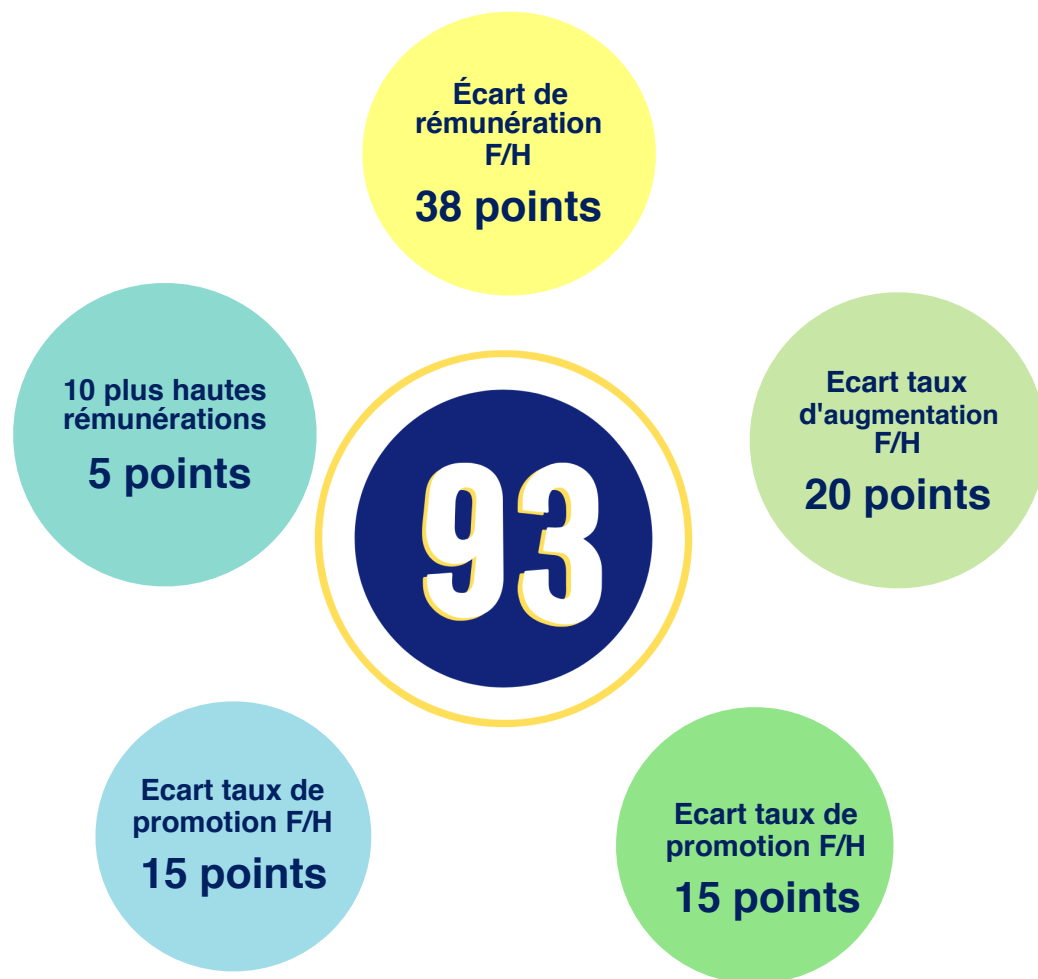 Écart de
rémunération
F/H
38 points
10 plus hautes
rémunérations
5 points
Ecart taux
d'augmentation
F/H
20 points
93
Ecart taux de
promotion F/H
15 points
Ecart taux de
promotion F/H
15 points